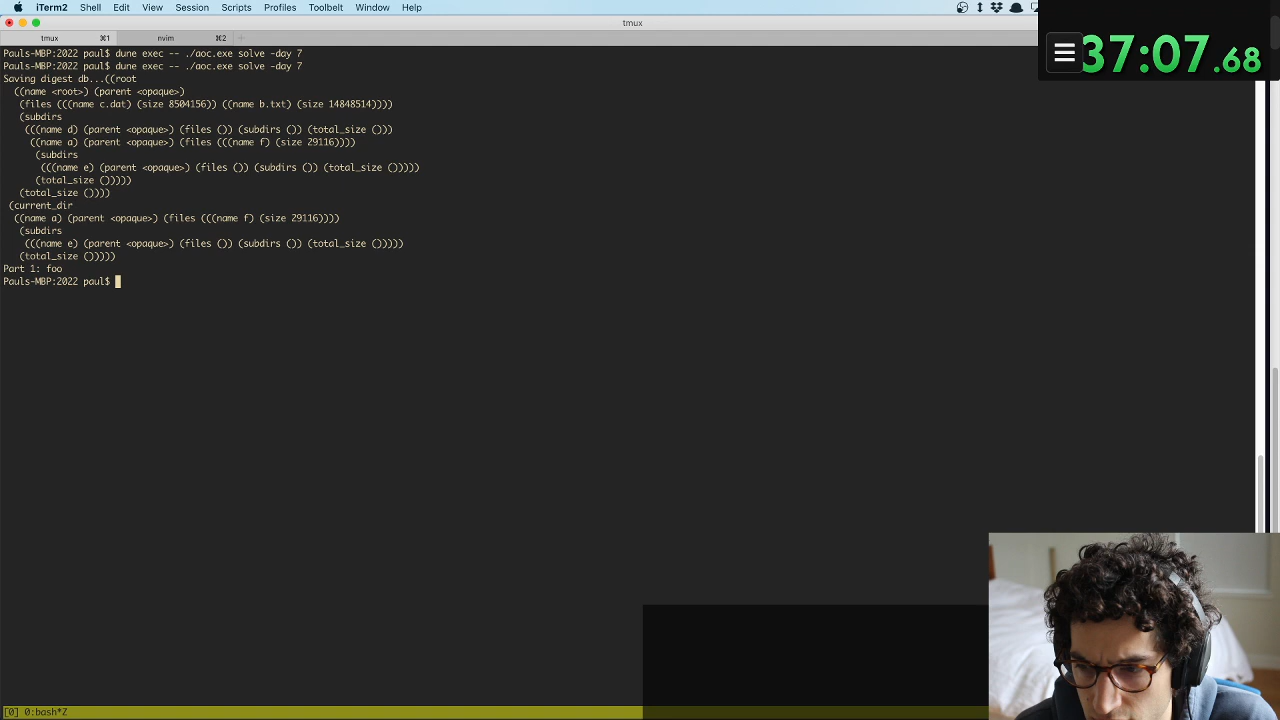 iTerm2 Shell Edit View Session Scripts Profiles Toolbelt Window Help
tmux
tmux ⌘1 nvim ⌘2 +
Pauls-MBP:2022 paul$ dune exec -- ./aoc.exe solve -day 7
Pauls-MBP:2022 paul$ dune exec -- ./aoc.exe solve -day 7
Saving digest db...((root
((name <root>) (parent <opaque>)
(files (((name c.dat) (size 8504156)) ((name b.txt) (size 14848514))))
(subdirs
(((name d) (parent <opaque>) (files ()) (subdirs ()) (total_size ()))
((name a) (parent <opaque>) (files (((name f) (size 29116))))
(subdirs
(((name e) (parent <opaque>) (files ()) (subdirs ()) (total_size ()))))
(total_size ()))))
(total_size ())))
(current_dir
((name a) (parent <opaque>) (files (((name f) (size 29116))))
(subdirs
(((name e) (parent <opaque>) (files ()) (subdirs ()) (total_size ()))))
(total_size ()))))
Part 1: foo
Pauls-MBP:2022 paul$
37:07.68
[0] 0:bash*Z